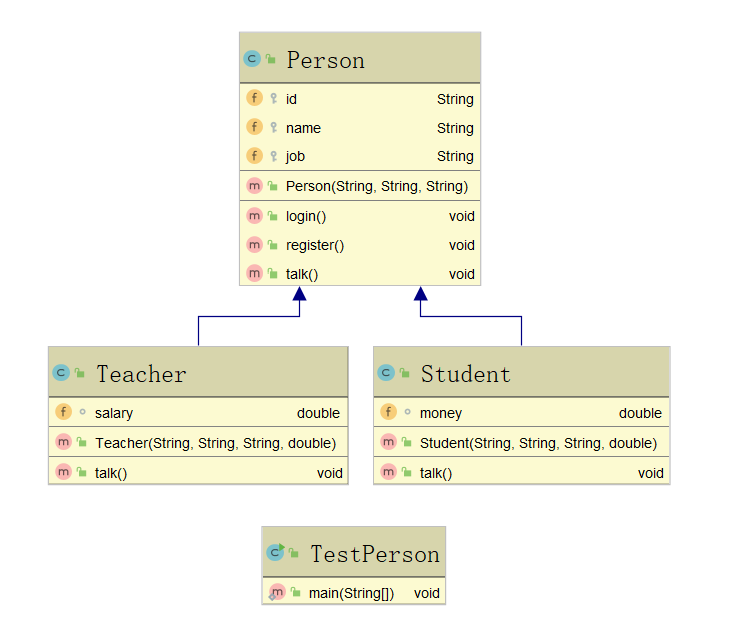 Person
id String
name String
job String
Person(String, String, String)
login() void
register() void
talk() void
Teacher
salary double
Teacher(String, String, String, double)
talk() void
Student
money double
Student(String, String, String, double)
talk() void
TestPerson
main(String[]) void